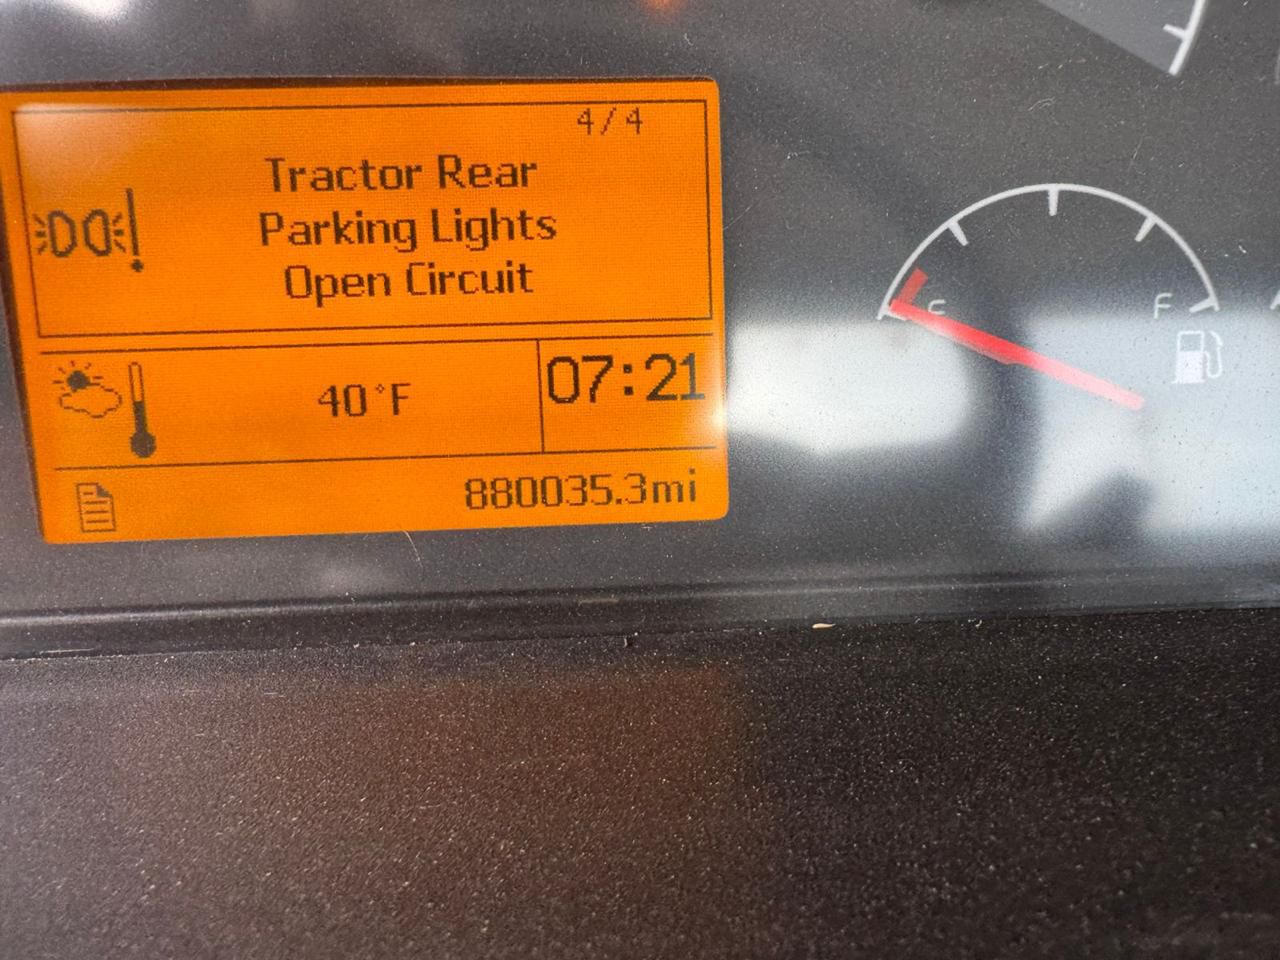 4/4
Tractor Rear
Parking Lights
Open Circuit
40°F
07:21
880035.3mi
F